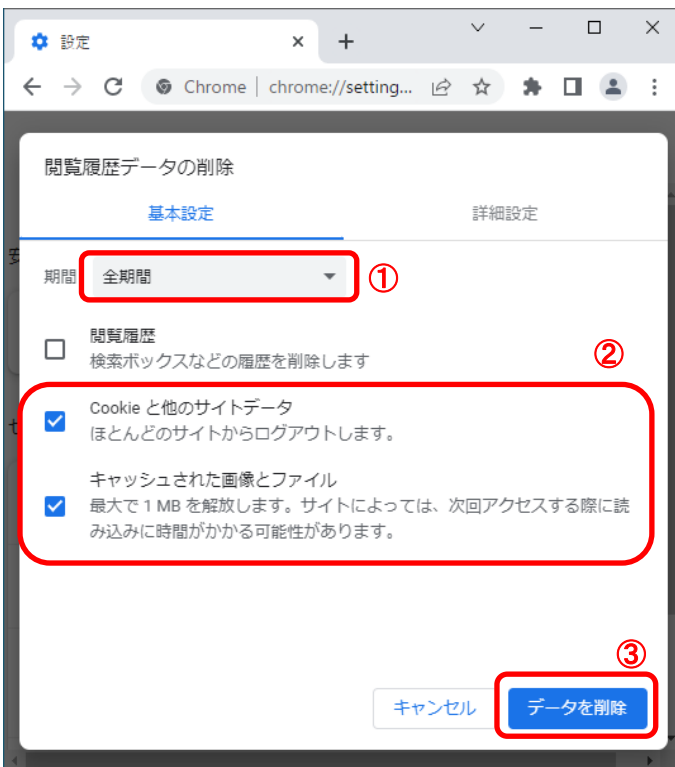 設定
Chrome | chrome://setting...
閲覧履歴データの削除
基本設定
詳細設定
期間
全期間
①
閲覧履歴
検索ボックスなどの履歴を削除します
②
Cookie と他のサイトデータ
ほとんどのサイトからログアウトします。
キャッシュされた画像とファイル
最大で 1 MB を解放します。サイトによっては、次回アクセスする際に読
み込みに時間がかかる可能性があります。
③
キャンセル
データを削除